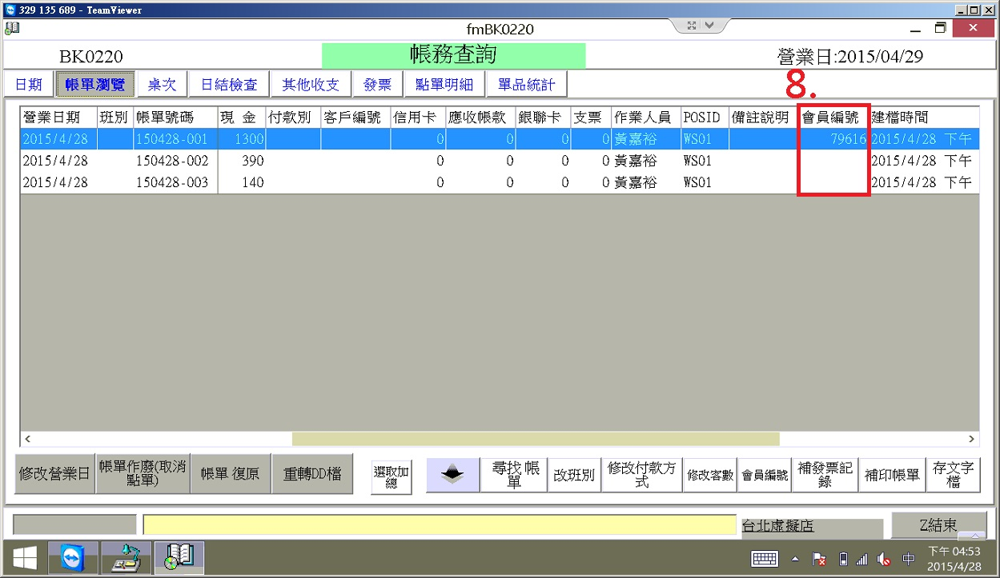 329 135 689 - TeamViewer
fmBK0220
BK0220 帳務查詢 營業日:2015/04/29
日期 帳單瀏覽 桌次 日結檢查 其他收支 發票 點單明細 單品統計
8.
營業日期 班別 帳單號碼 現 金 付款別 客戶編號 信用卡 應收帳款 銀聯卡 支票 作業人員 POSID 備註說明 會員編號 建檔時間
2015/4/28 150428-001 1300 0 0 0 0 黃嘉裕 WS01 79616 2015/4/28 下午
2015/4/28 150428-002 390 0 0 0 0 黃嘉裕 WS01 2015/4/28 下午
2015/4/28 150428-003 140 0 0 0 0 黃嘉裕 WS01 2015/4/28 下午
修改營業日 帳單作廢(取消點單) 帳單 復原 重轉DD檔 選取加總 尋找 帳單 改班別 修改付款方式 修改客數 會員編號 補發票記錄 補印帳單 存文字檔
台北虛擬店 Z結束
中 下午 04:53
2015/4/28